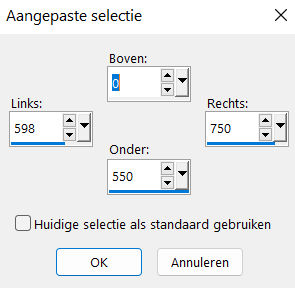 Aangepaste selectie
Boven:
0
Links:
598
Rechts:
750
Onder:
550
Huidige selectie als standaard gebruiken
OK
Annuleren